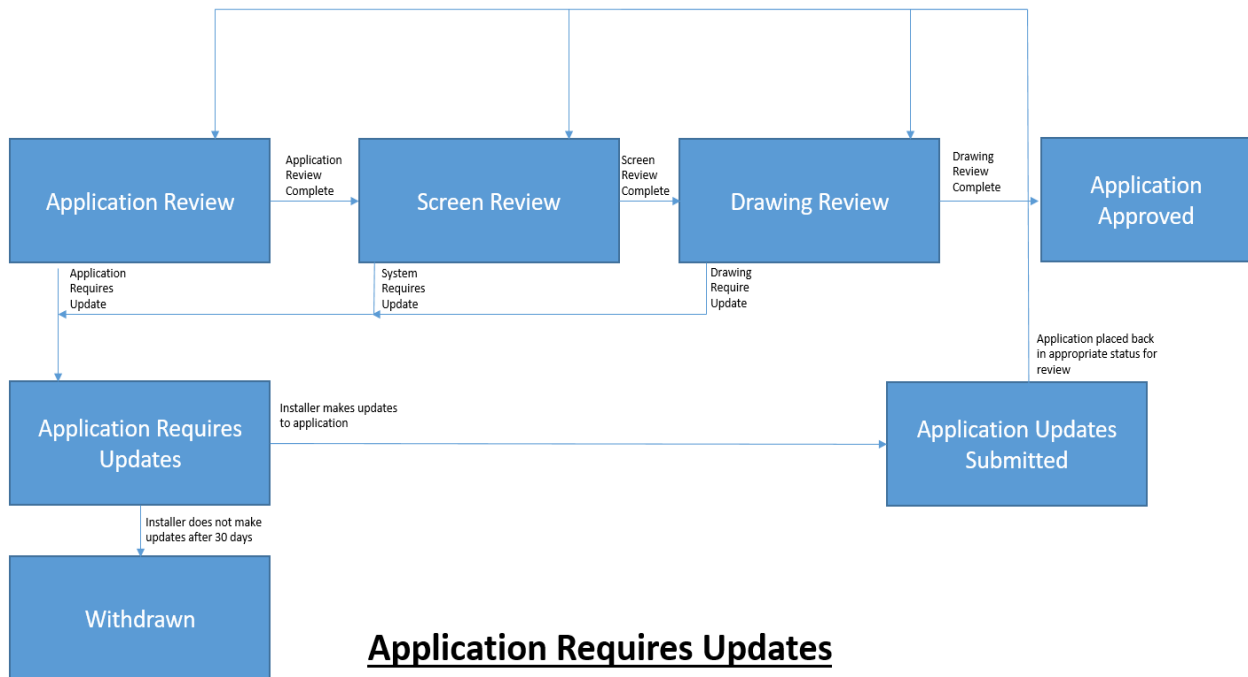 Application Review
Application
Review
Complete
Screen Review
Screen
Review
Complete
Drawing Review
Drawing
Review
Complete
Application
Approved
Application
Requires
Update
System
Requires
Update
Drawing
Require
Update
Application placed back
in appropriate status for
review
Application Requires
Updates
Installer makes updates
to application
Application Updates
Submitted
Installer does not make
updates after 30 days
Withdrawn
Application Requires Updates